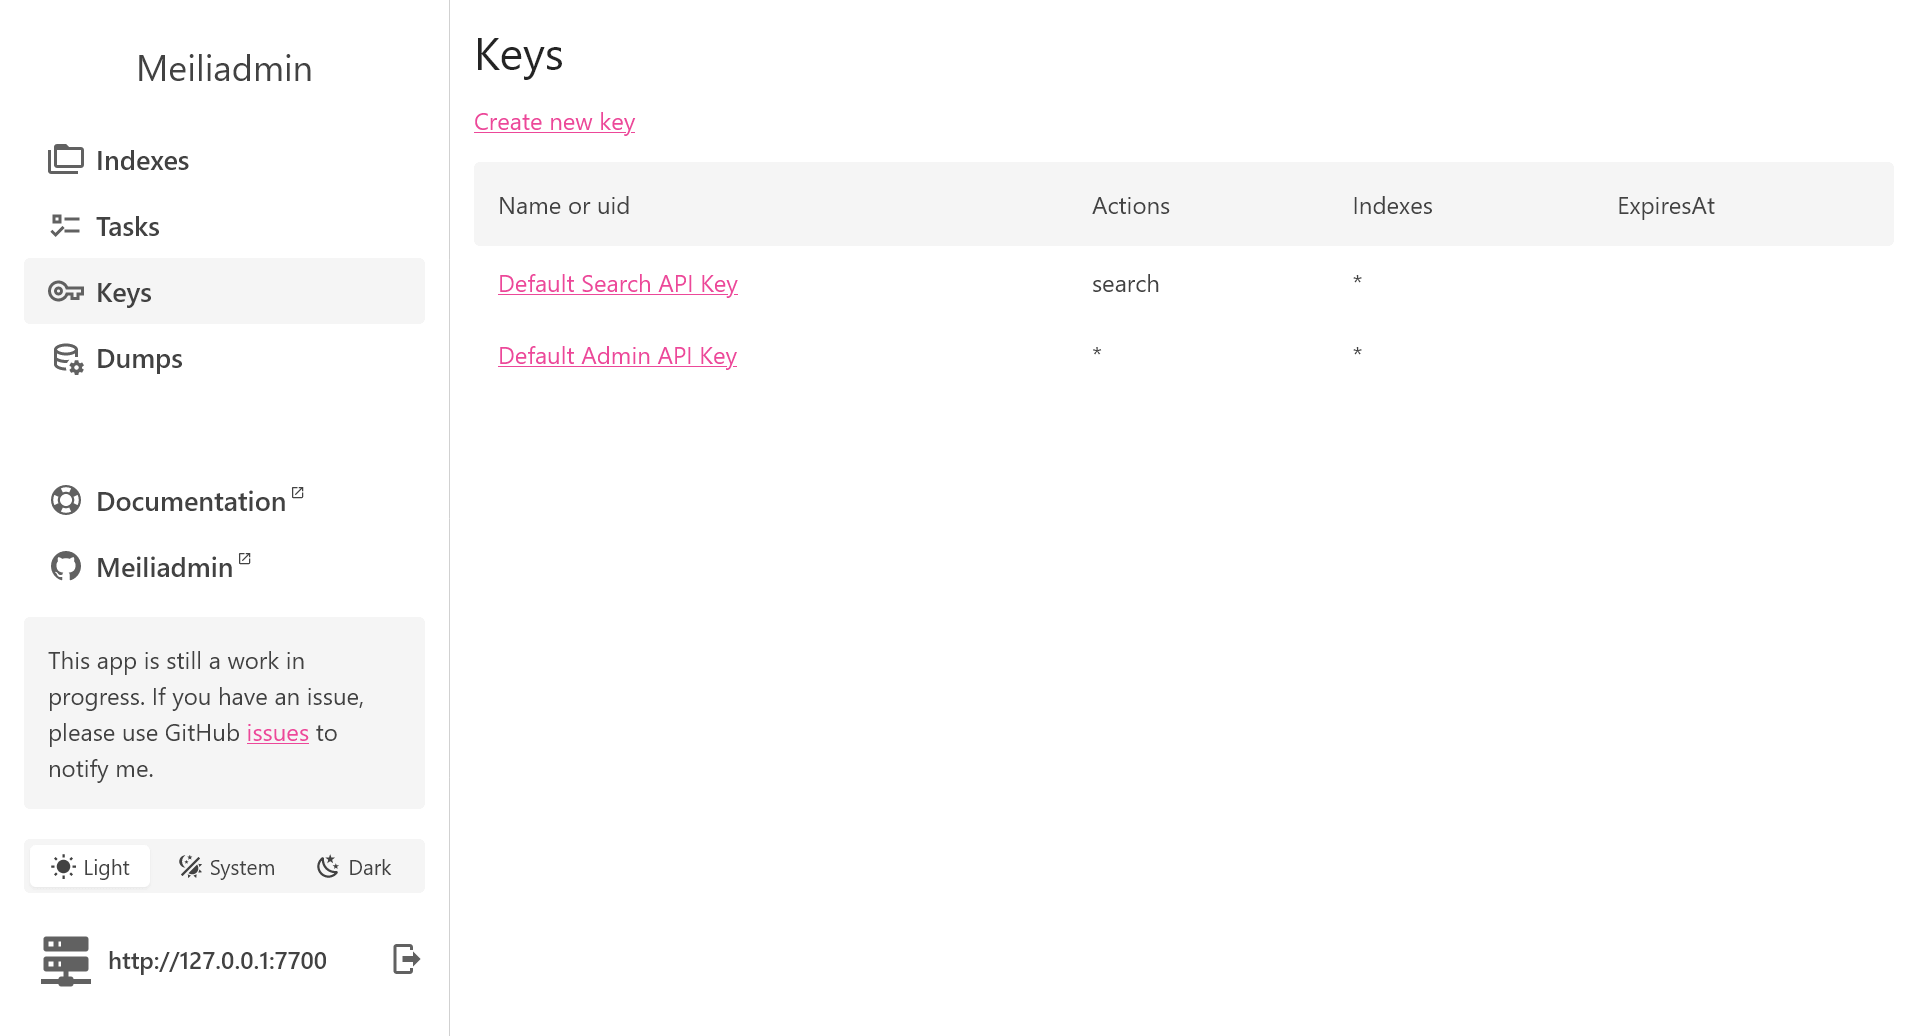 Meiliadmin
Indexes
Tasks
Keys
Dumps
Documentation
Meiliadmin
This app is still a work in
progress. If you have an issue,
please use GitHub issues to
notify me.
Light System Dark
http://127.0.0.1:7700
Keys
Create new key
Name or uid Actions Indexes ExpiresAt
Default Search API Key search *
Default Admin API Key * *